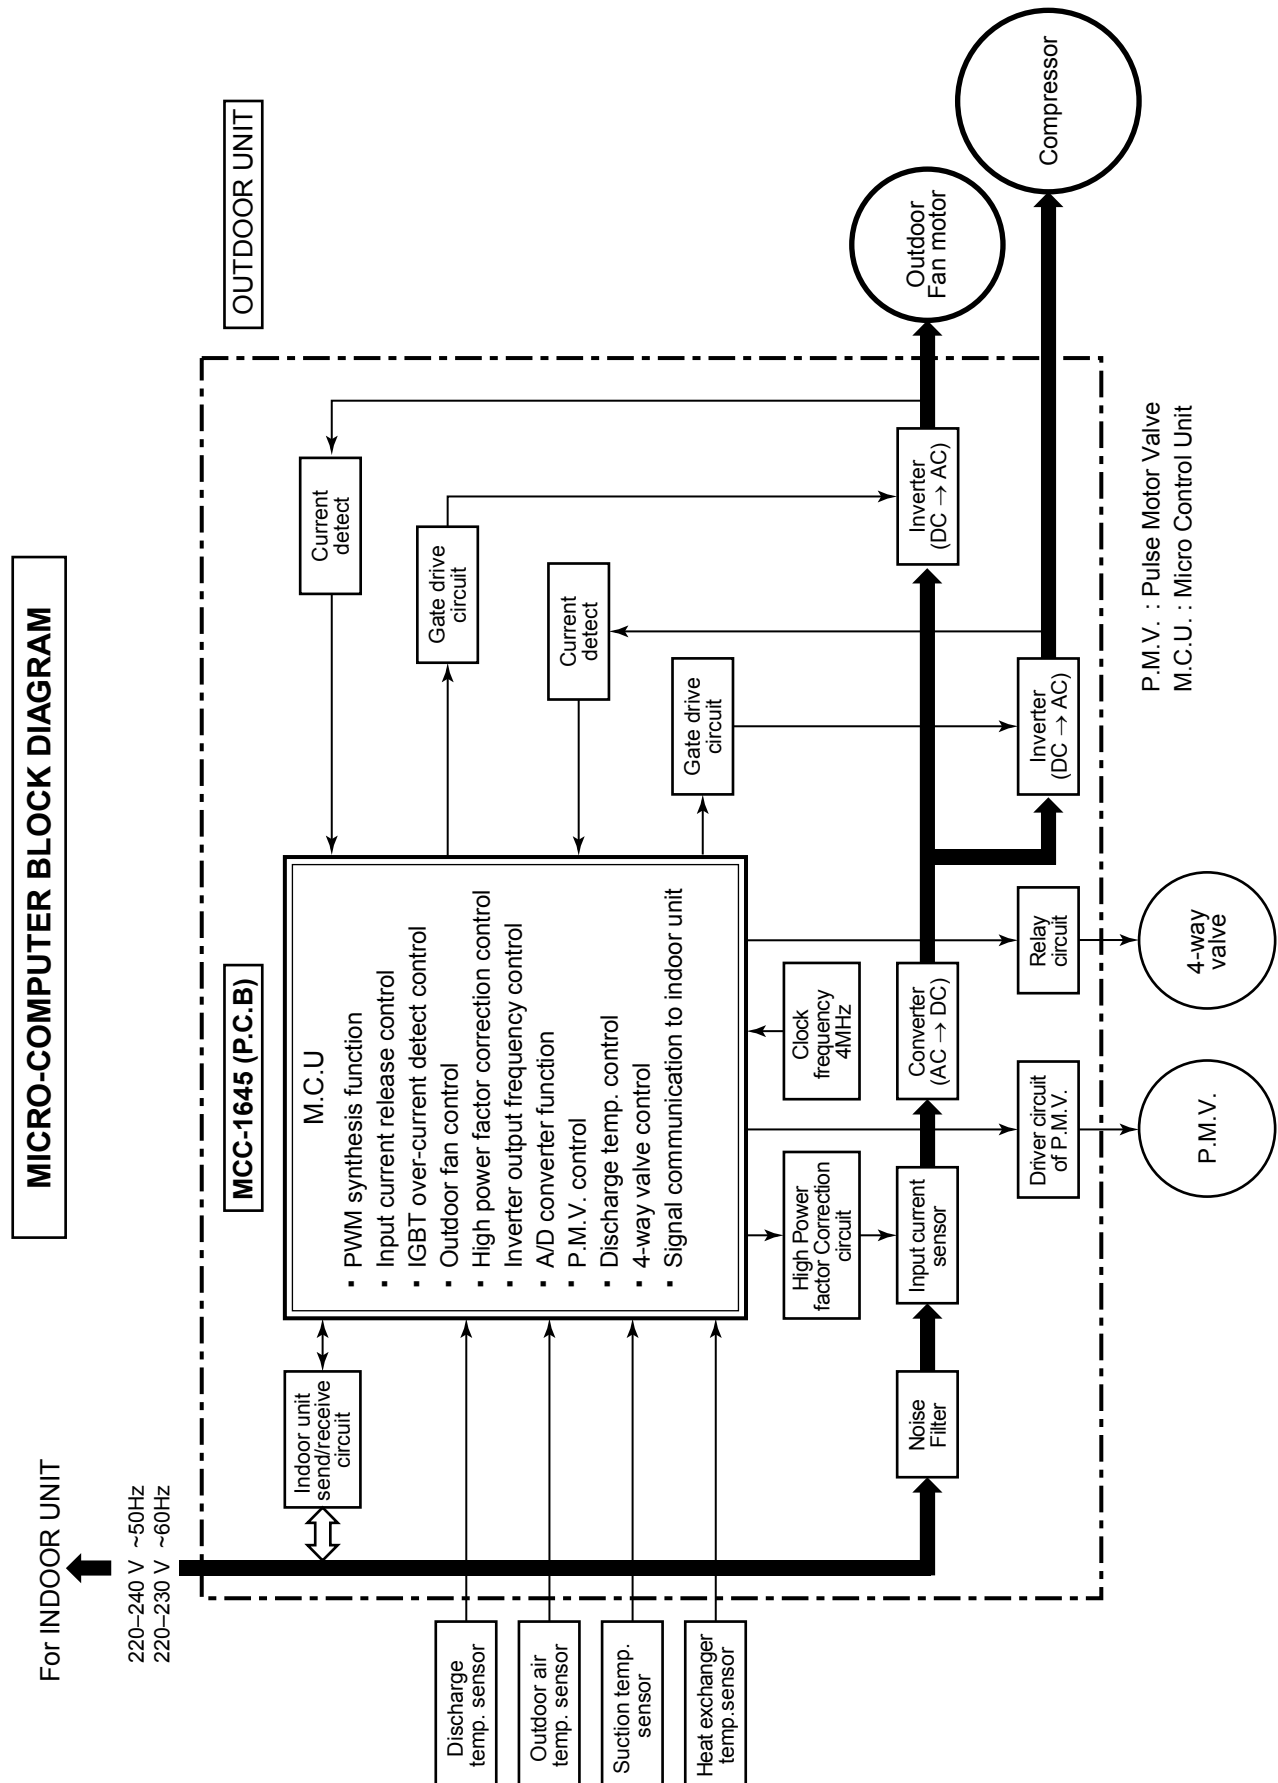 MICRO-COMPUTER BLOCK DIAGRAM
For INDOOR UNIT
220–240 V ~50Hz
220–230 V ~60Hz
MCC-1645 (P.C.B)
OUTDOOR UNIT
Indoor unit
send/receive
circuit
M.C.U
▪ PWM synthesis function
▪ Input current release control
▪ IGBT over-current detect control
▪ Outdoor fan control
▪ High power factor correction control
▪ Inverter output frequency control
▪ A/D converter function
▪ P.M.V. control
▪ Discharge temp. control
▪ 4-way valve control
▪ Signal communication to indoor unit
Current
detect
Gate drive
circuit
Current
detect
Gate drive
circuit
Discharge
temp. sensor
Outdoor air
temp. sensor
Suction temp.
sensor
Heat exchanger
temp.sensor
High Power
factor Correction
circuit
Clock
frequency
4MHz
Noise
Filter
Input current
sensor
Converter
(AC → DC)
Inverter
(DC → AC)
Outdoor
Fan motor
Driver circuit
of P.M.V.
Relay
circuit
Inverter
(DC → AC)
Compressor
P.M.V.
4-way
valve
P.M.V. : Pulse Motor Valve
M.C.U. : Micro Control Unit